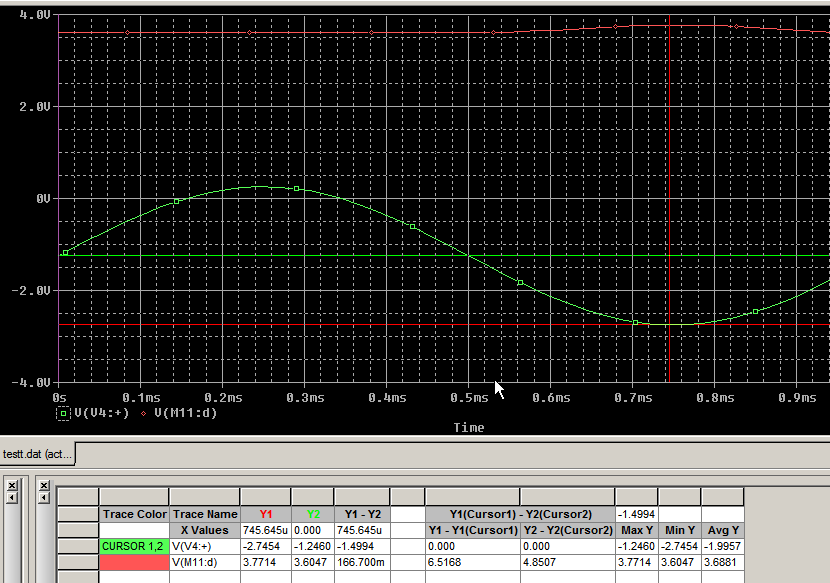 4.0V
2.0V
0V
-2.0V
-4.0V
0s 0.1ms 0.2ms 0.3ms 0.4ms 0.5ms 0.6ms 0.7ms 0.8ms 0.9ms
V(V4:+) V(M11:d)
Time
testt.dat (act...
Trace Color Trace Name Y1 Y2 Y1 - Y2 Y1(Cursor1) - Y2(Cursor2) -1.4994
X Values 745.645u 0.000 745.645u Y1 - Y1(Cursor1) Y2 - Y2(Cursor2) Max Y Min Y Avg Y
CURSOR 1,2 V(V4:+) -2.7454 -1.2460 -1.4994 0.000 0.000 -1.2460 -2.7454 -1.9957
V(M11:d) 3.7714 3.6047 166.700m 6.5168 4.8507 3.7714 3.6047 3.6881